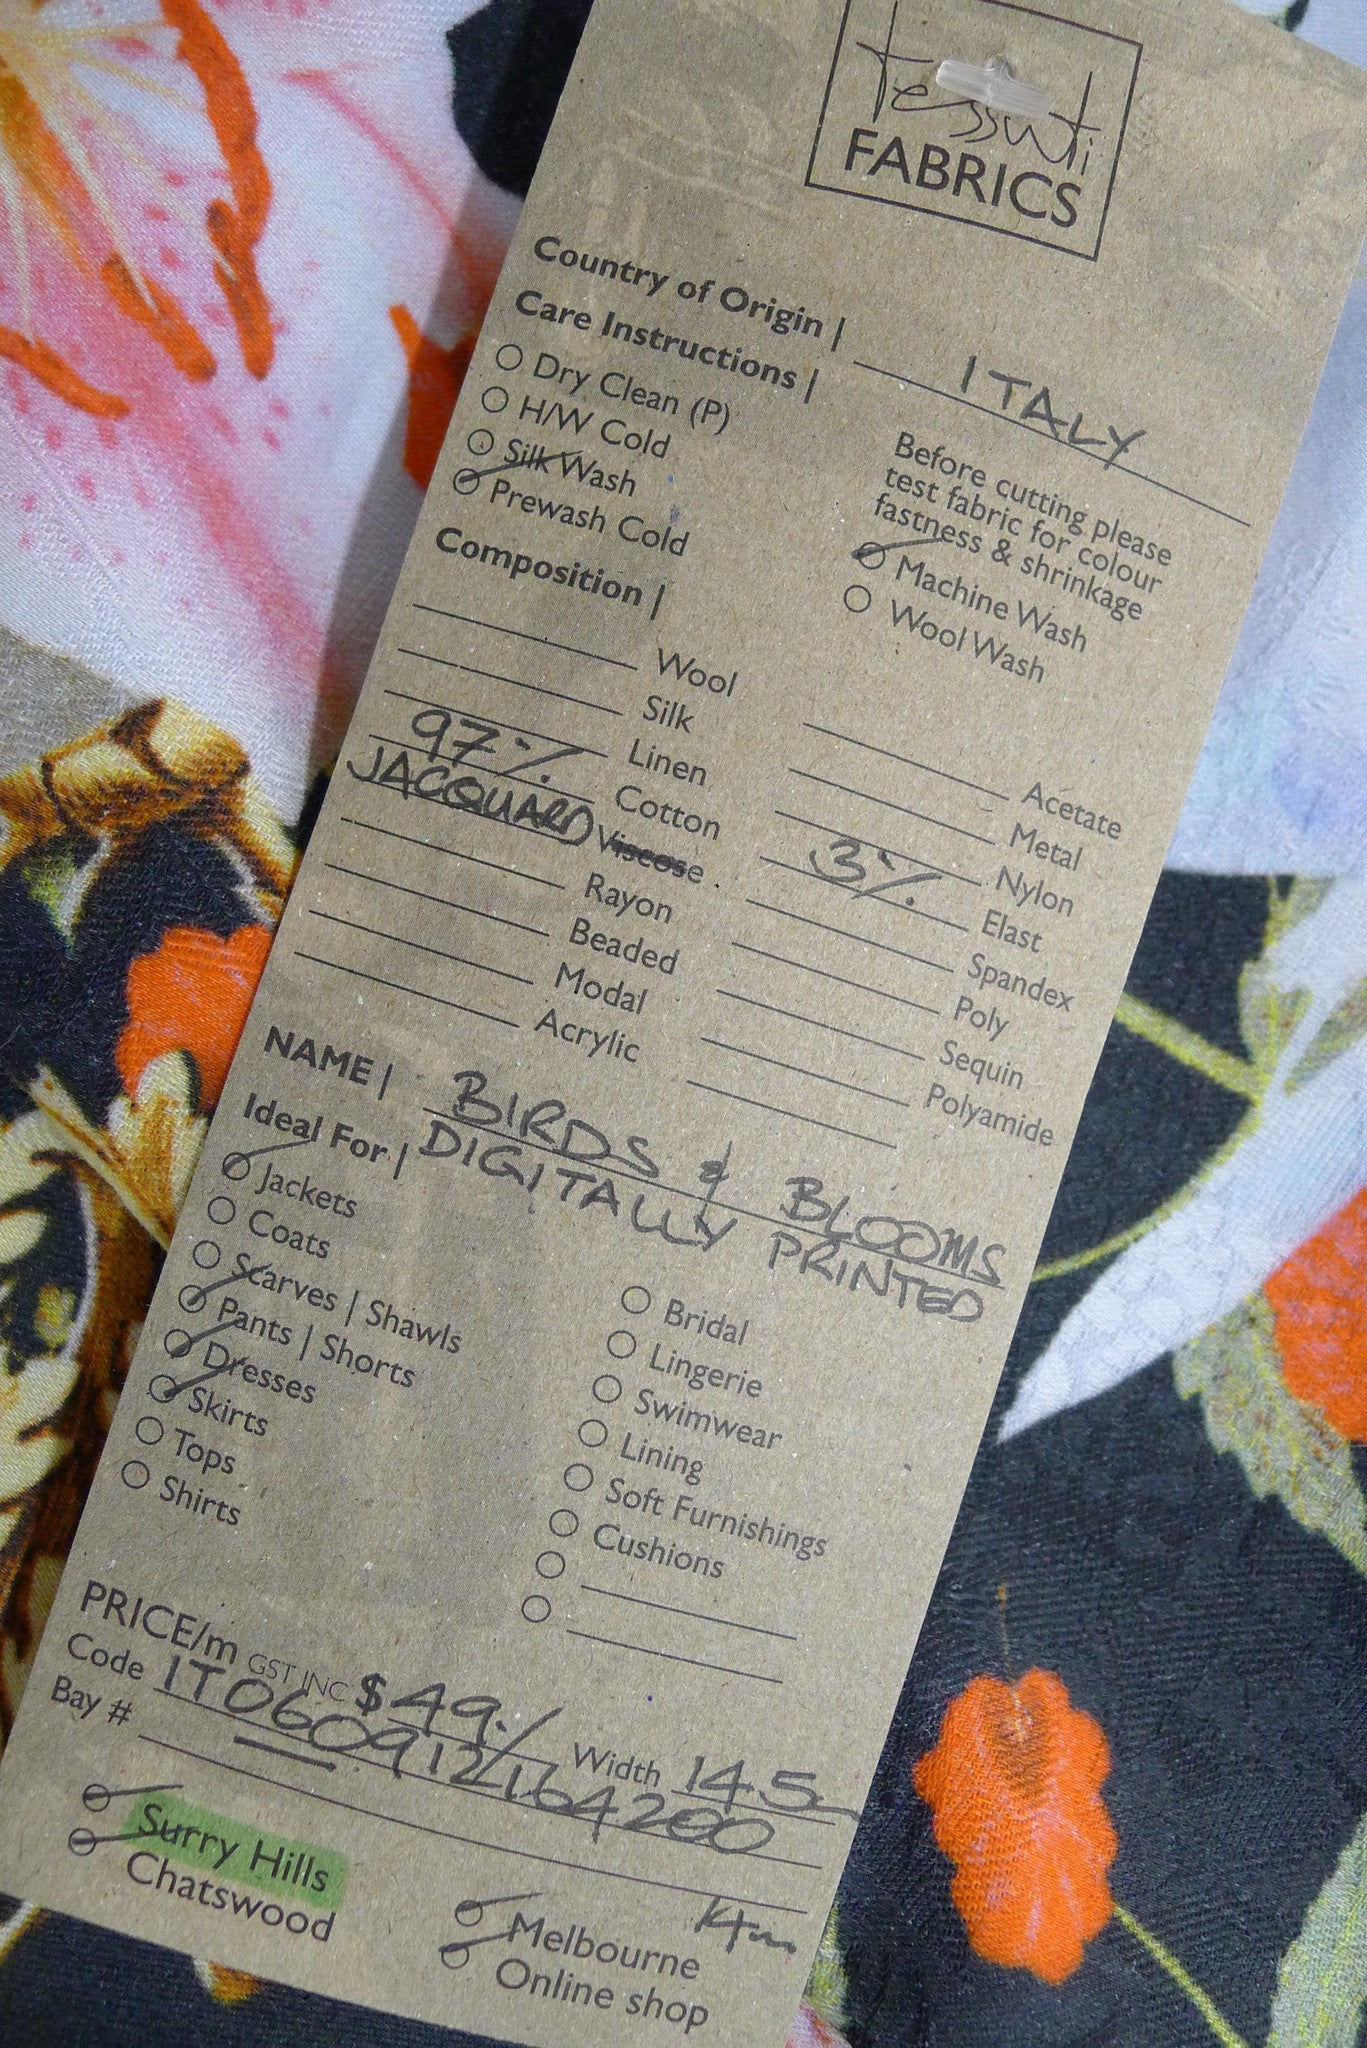 tessuti
FABRICS
Country of Origin | ITALY
Care Instructions |
Dry Clean (P)
H/W Cold
Silk Wash
Prewash Cold
Before cutting please
test fabric for colour
fastness & shrinkage
Machine Wash
Wool Wash
Composition |
Wool
Silk
Linen
97% Cotton
JACQUARD Viscose
Rayon
Beaded
Modal
Acrylic
Acetate
Metal
Nylon
3% Elast
Spandex
Poly
Sequin
Polyamide
NAME | BIRDS & BLOOMS
DIGITALLY PRINTED
Ideal For |
Jackets
Coats
Scarves | Shawls
Pants | Shorts
Dresses
Skirts
Tops
Shirts
Bridal
Lingerie
Swimwear
Lining
Soft Furnishings
Cushions
PRICE/m GST INC $49./ Width 145
Code IT060912164200
Bay #
14m
Surry Hills
Chatswood
Melbourne
Online shop